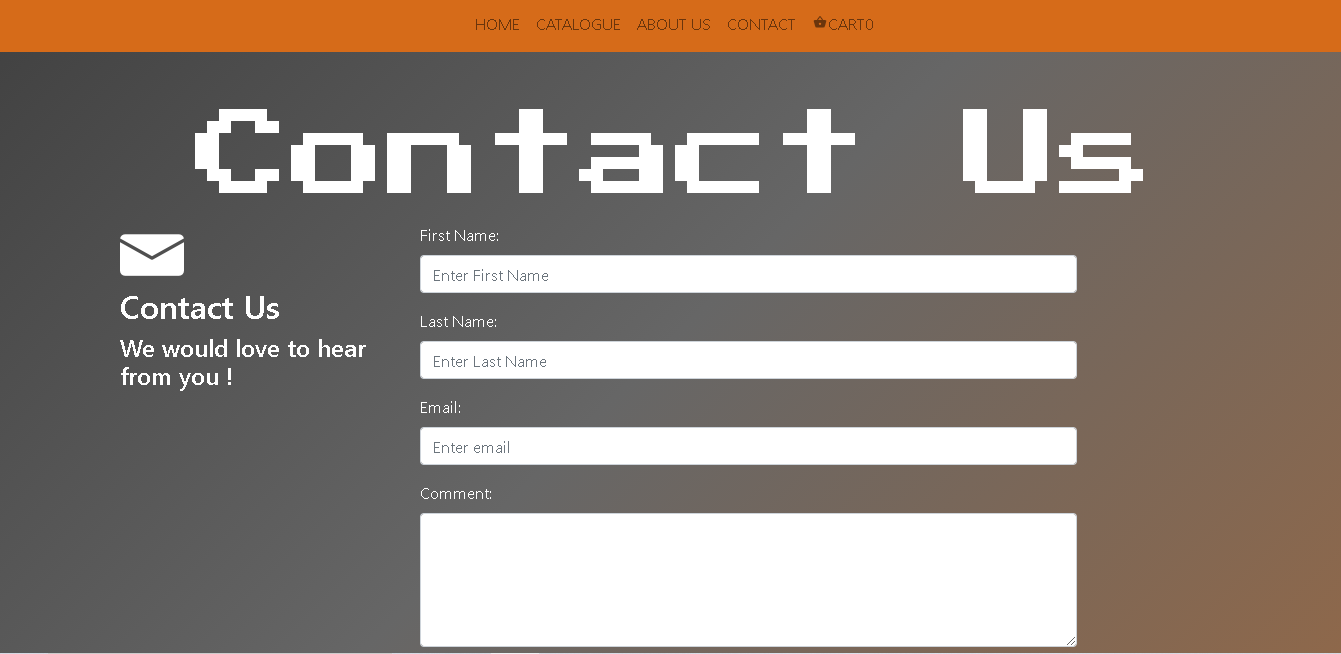 HOME CATALOGUE ABOUT US CONTACT CART0
Contact Us
Contact Us
We would love to hear
from you !
First Name:
Enter First Name
Last Name:
Enter Last Name
Email:
Enter email
Comment: